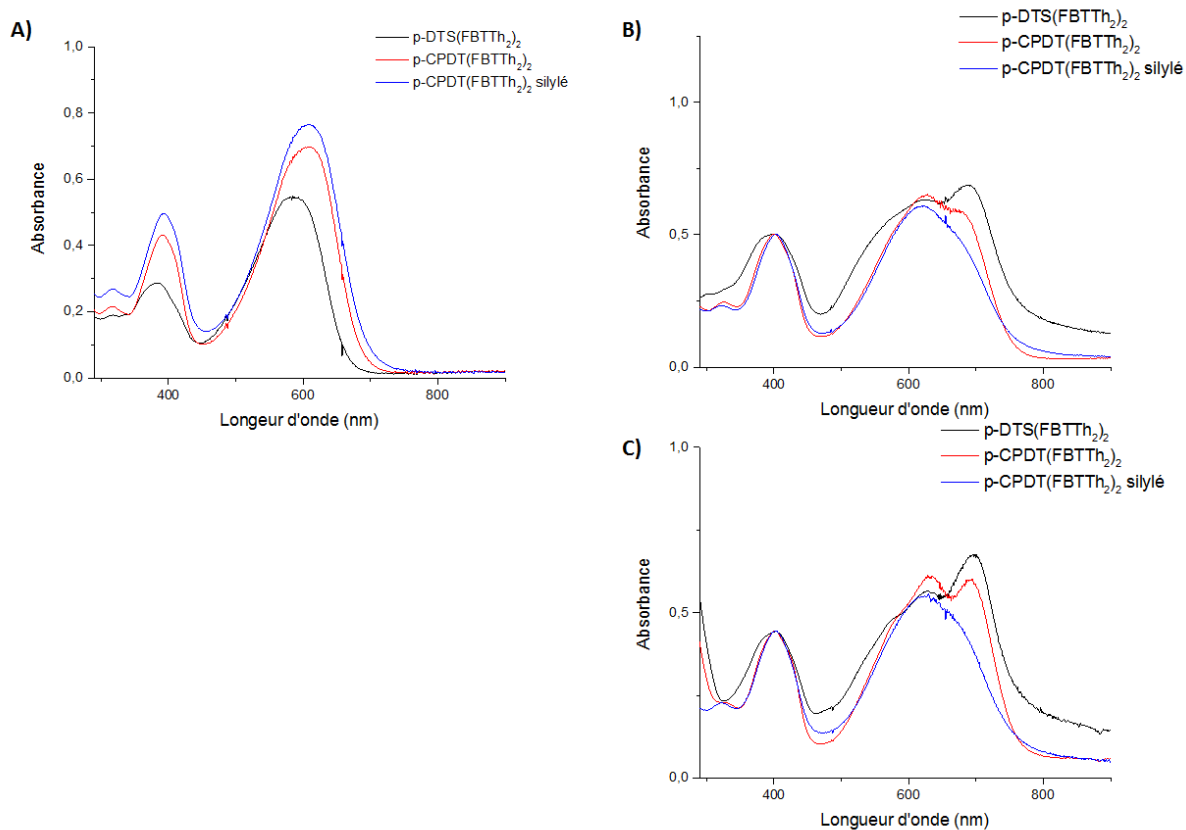 A)
p-DTS(FBTTh₂)₂
p-CPDT(FBTTh₂)₂
p-CPDT(FBTTh₂)₂ silylé
1,0
0,8
0,6
0,4
0,2
0,0
Absorbance
400 600 800
Longeur d'onde (nm)
B)
p-DTS(FBTTh₂)₂
p-CPDT(FBTTh₂)₂
p-CPDT(FBTTh₂)₂ silylé
1,0
0,5
0,0
Absorbance
400 600 800
Longueur d'onde (nm)
C)
p-DTS(FBTTh₂)₂
p-CPDT(FBTTh₂)₂
p-CPDT(FBTTh₂)₂ silylé
1,0
0,5
0,0
Absorbance
400 600 800
Longueur d'onde (nm)